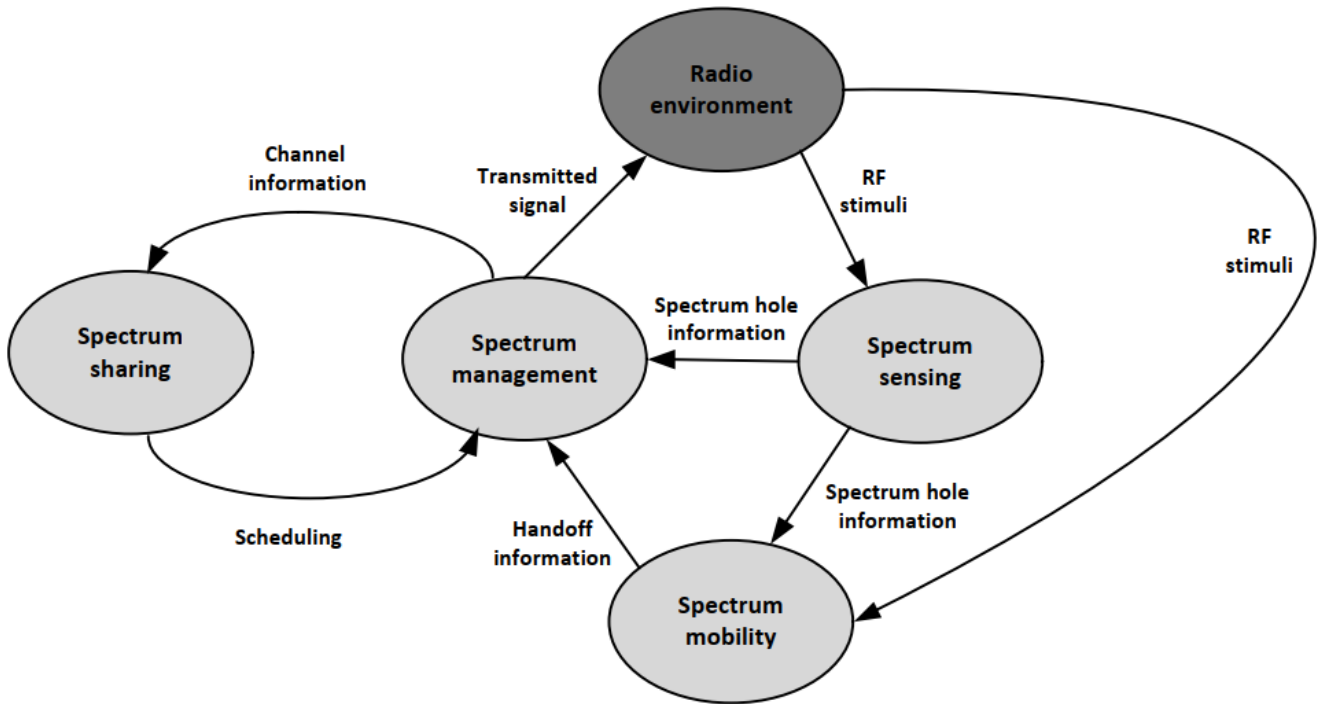 Radio
environment
Channel
information
Transmitted
signal
RF
stimuli
RF
stimuli
Spectrum
sharing
Spectrum
management
Spectrum hole
information
Spectrum
sensing
Scheduling
Handoff
information
Spectrum hole
information
Spectrum
mobility